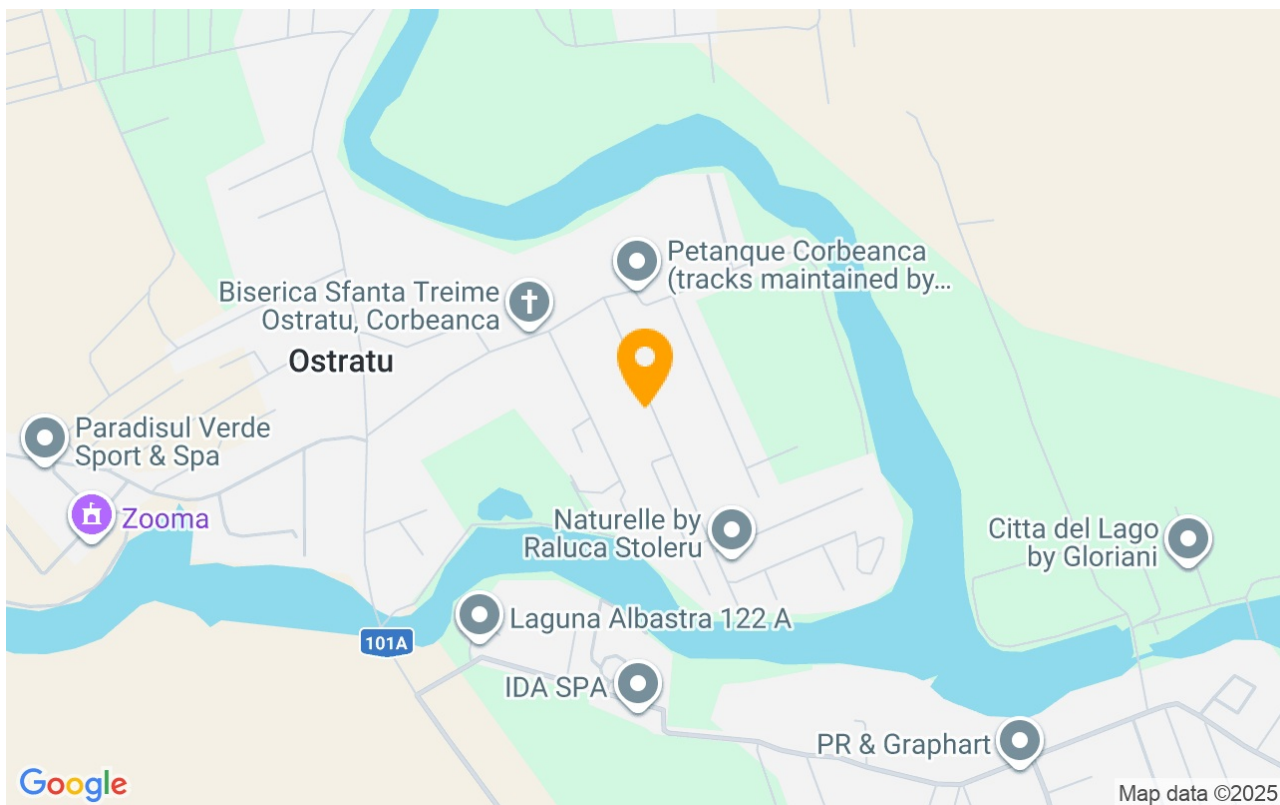 Petanque Corbeanca
(tracks maintained by...
Biserica Sfanta Treime
Ostratu, Corbeanca
Ostratu
Paradisul Verde
Sport & Spa
Zooma
Naturelle by
Raluca Stoleru
Citta del Lago
by Gloriani
Laguna Albastra 122 A
101A
IDA SPA
PR & Graphart
Google
Map data ©2025